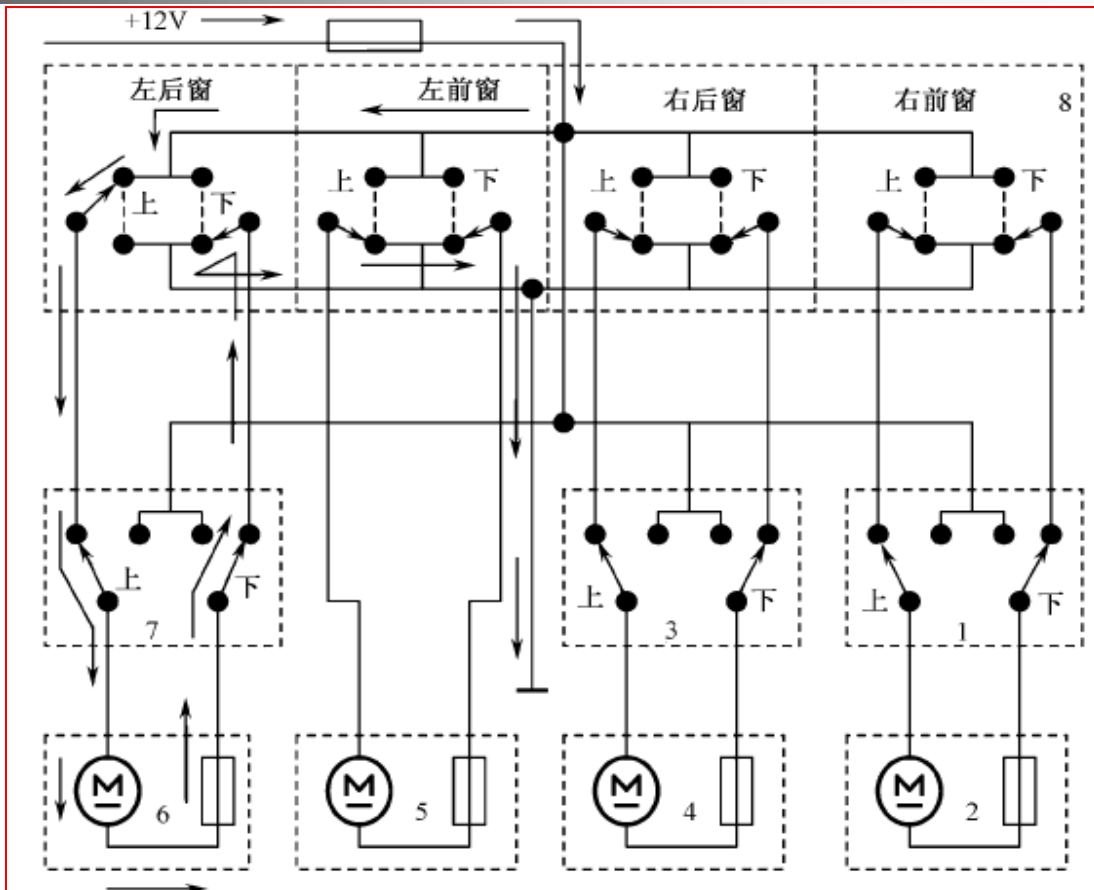 +12V
左后窗 左前窗 右后窗 右前窗 8
上 下 上 下 上 下 上 下
上 下 上 下 上 下
7 3 1
M 6 M 5 M 4 M 2